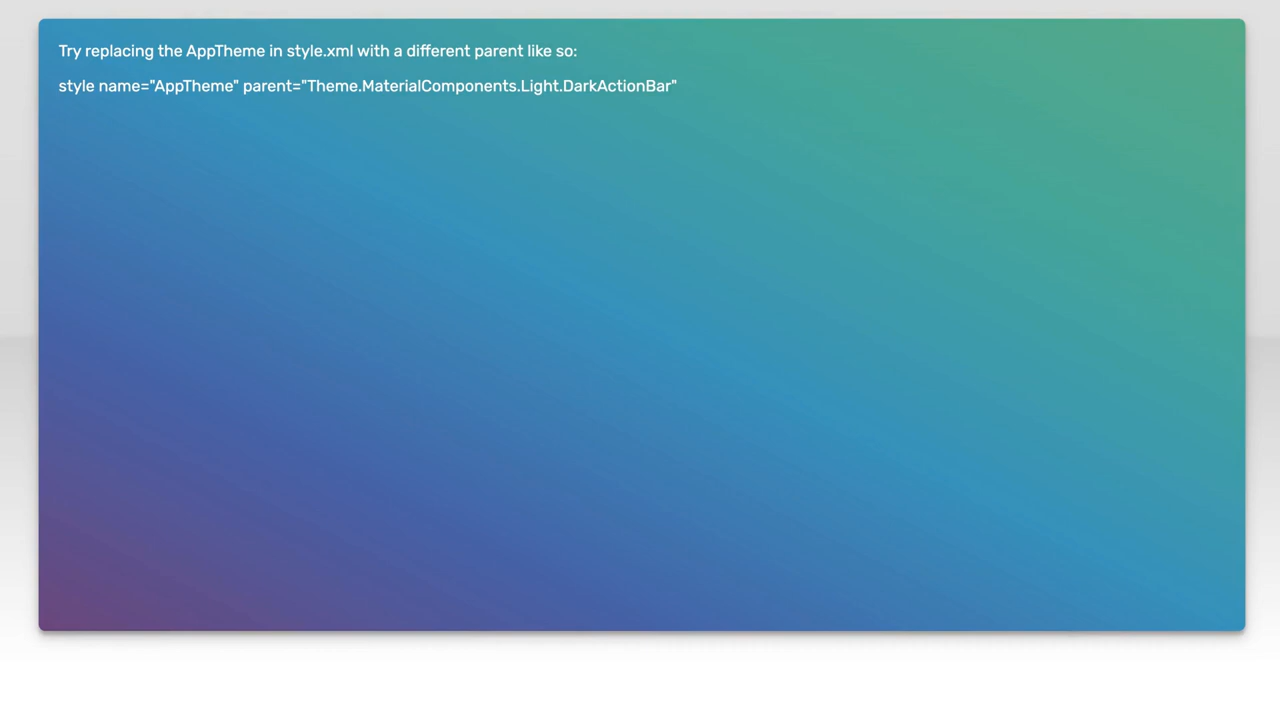 Try replacing the AppTheme in style.xml with a different parent like so:
style name="AppTheme" parent="Theme.MaterialComponents.Light.DarkActionBar"